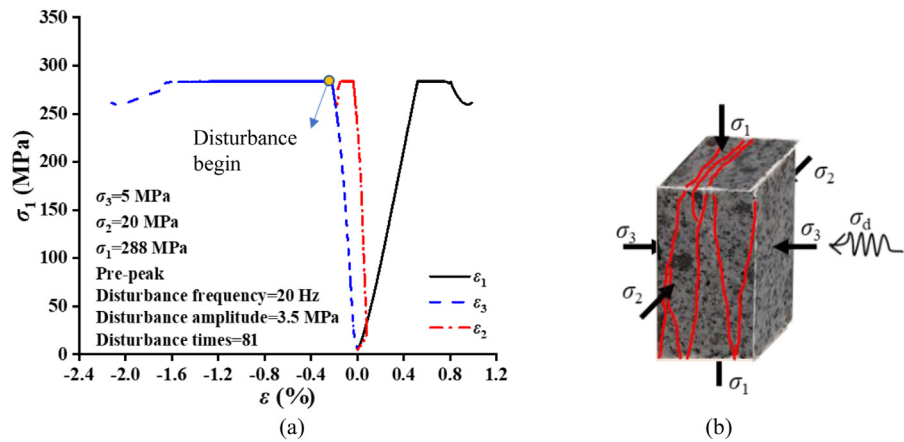 (a)
350
300
250
200
150
100
50
0
σ1 (MPa)
Disturbance
begin
σ3=5 MPa
σ2=20 MPa
σ1=288 MPa
Pre-peak
Disturbance frequency=20 Hz
Disturbance amplitude=3.5 MPa
Disturbance times=81
ε1
ε3
ε2
-2.4 -2.0 -1.6 -1.2 -0.8 -0.4 0.0 0.4 0.8 1.2
ε (%)
(a)
σ1
σ2
σ3
σ3
σd
σ2
σ1
(b)